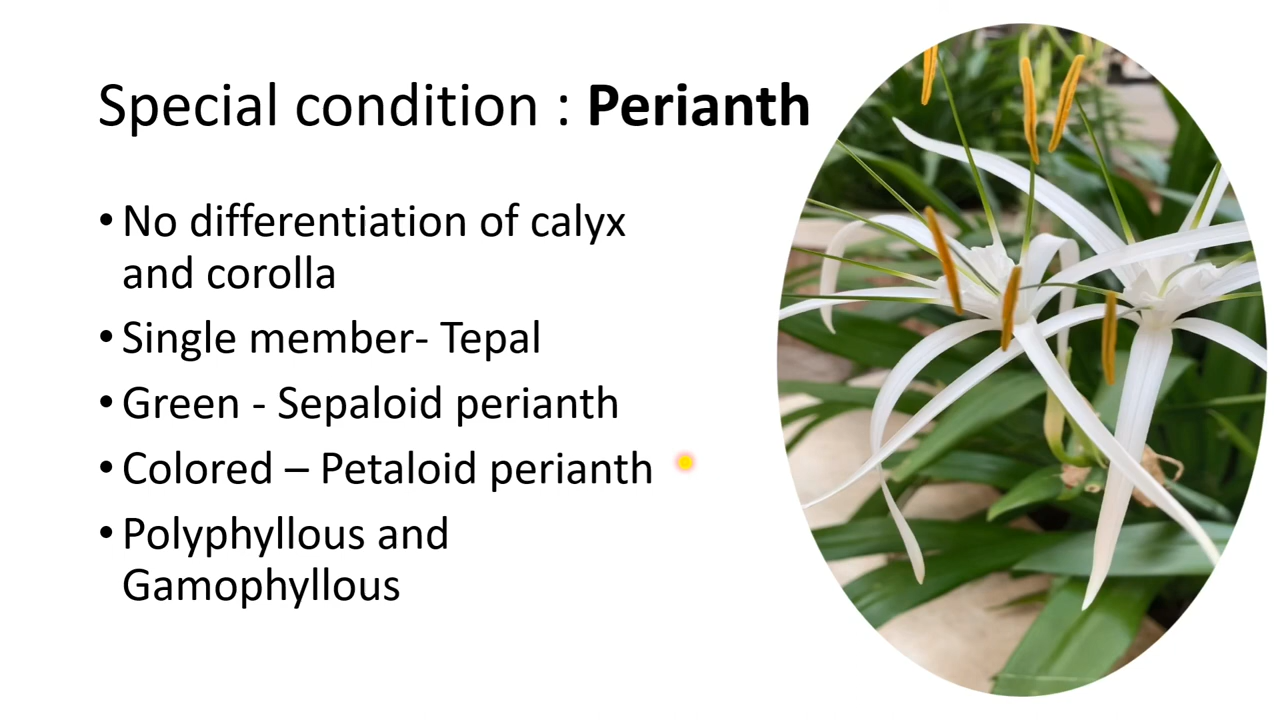 Special condition : Perianth
• No differentiation of calyx
and corolla
• Single member- Tepal
• Green - Sepaloid perianth
• Colored – Petaloid perianth
• Polyphyllous and
Gamophyllous